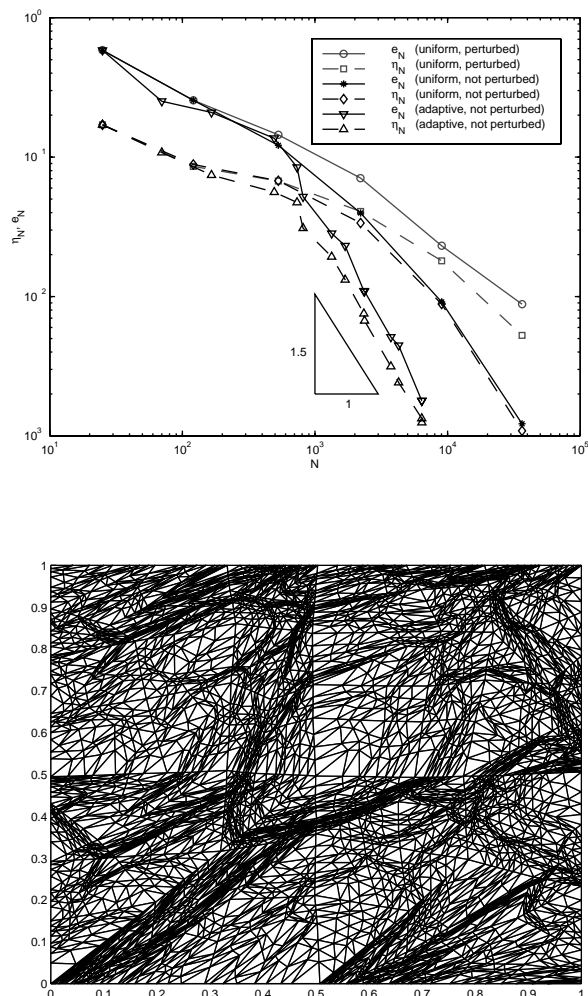 10^0
10^-1
10^-2
10^-3
η_N, e_N
e_N (uniform, perturbed)
η_N (uniform, perturbed)
e_N (uniform, not perturbed)
η_N (uniform, not perturbed)
e_N (adaptive, not perturbed)
η_N (adaptive, not perturbed)
1.5
1
10^1 10^2 10^3 10^4 10^5
N
1
0.9
0.8
0.7
0.6
0.5
0.4
0.3
0.2
0.1
0
0 0.1 0.2 0.3 0.4 0.5 0.6 0.7 0.8 0.9 1